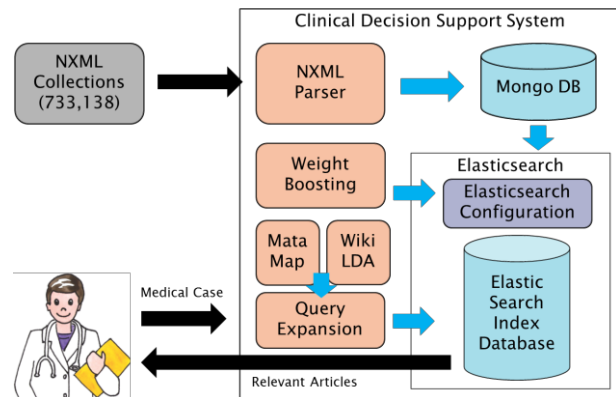 Clinical Decision Support System
NXML
Collections
(733,138)
NXML
Parser
Mongo DB
Weight
Boosting
Elasticsearch
Elasticsearch
Configuration
Mata
Map
Wiki
LDA
Medical Case
Query
Expansion
Elastic
Search
Index
Database
Relevant Articles